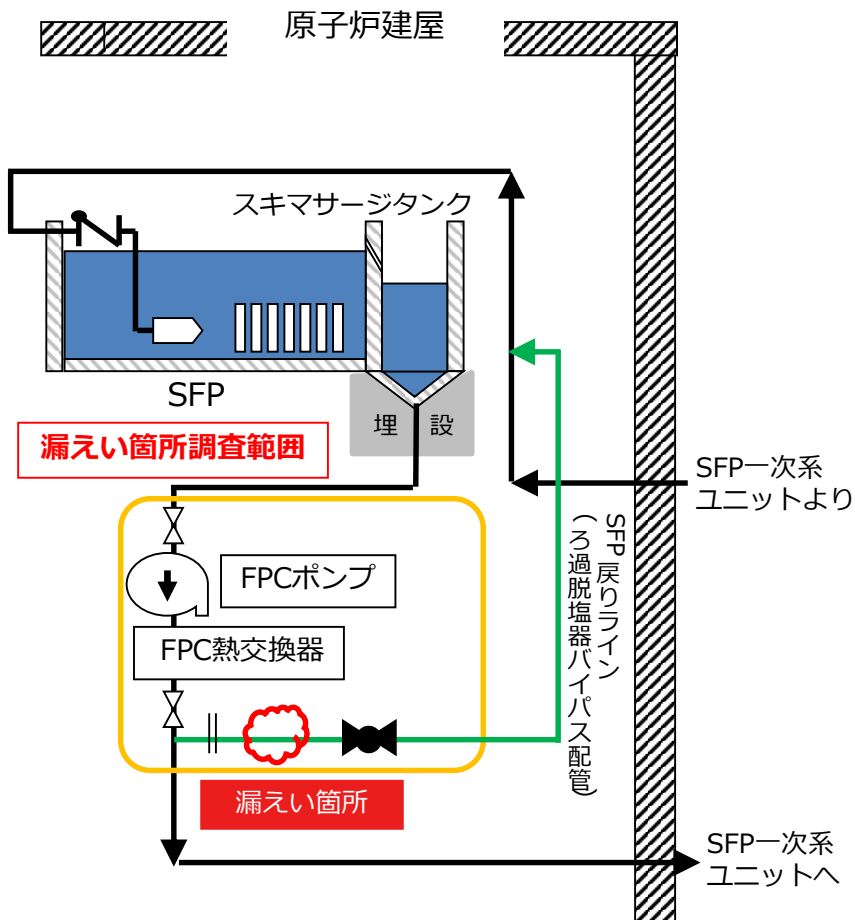 原子炉建屋
スキマサージタンク
SFP
埋 設
漏えい箇所調査範囲
SFP一次系
ユニットより
FPCポンプ
FPC熱交換器
SFP戻りライン
(ろ過脱塩器バイパス配管)
漏えい箇所
SFP一次系
ユニットへ